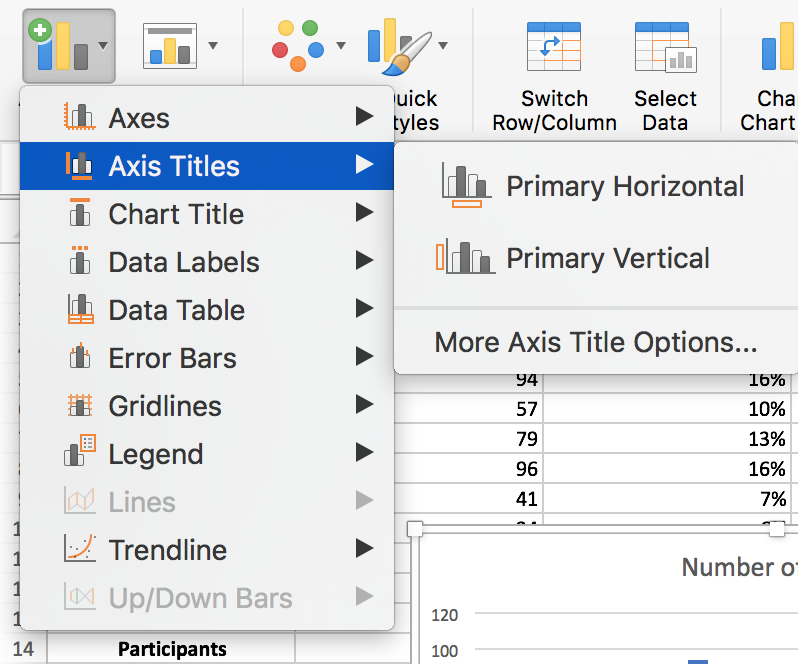 Switch
Row/Column
Select
Data
Cha
Chart
Axes
Axis Titles
Chart Title
Data Labels
Data Table
Error Bars
Gridlines
Legend
Lines
Trendline
Up/Down Bars
Primary Horizontal
Primary Vertical
More Axis Title Options...
94 16%
57 10%
79 13%
96 16%
41 7%
14 Participants
Number of
120
100